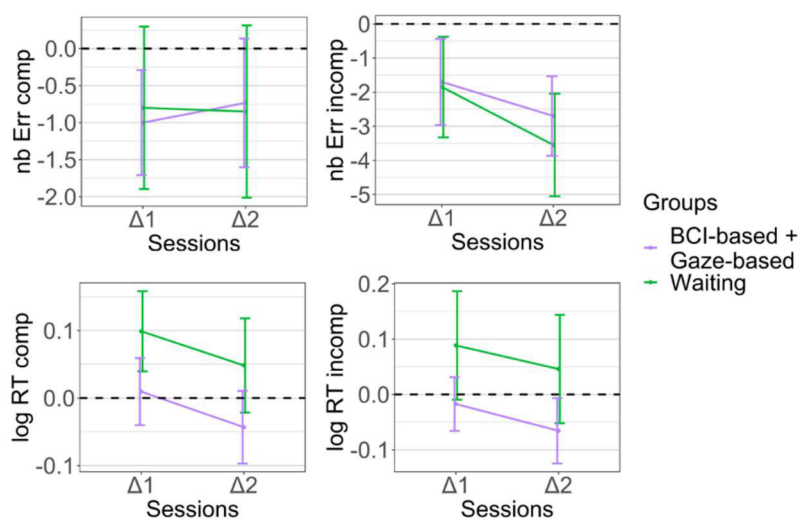 nb Err comp
0.0
-0.5
-1.0
-1.5
-2.0
Δ1
Δ2
Sessions
nb Err incomp
0
-1
-2
-3
-4
-5
Δ1
Δ2
Sessions
log RT comp
0.1
0.0
-0.1
Δ1
Δ2
Sessions
log RT incomp
0.2
0.1
0.0
-0.1
Δ1
Δ2
Sessions
Groups
BCI-based +
Gaze-based
Waiting